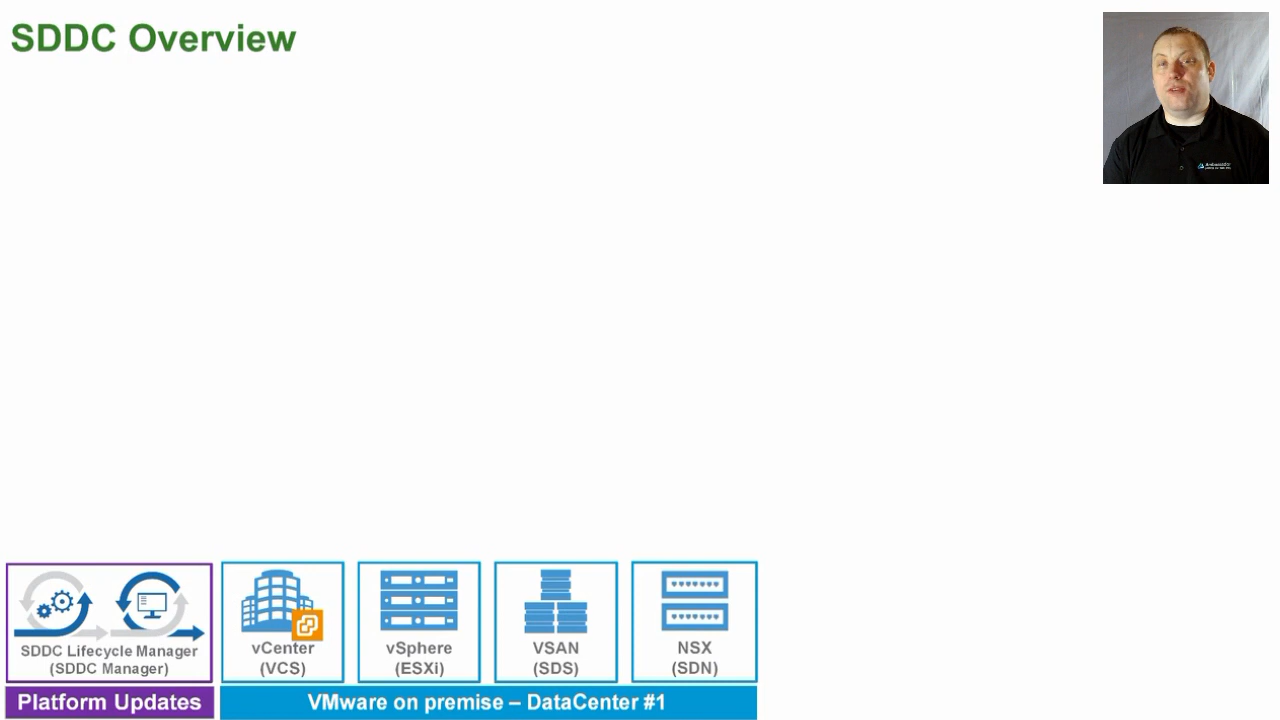 SDDC Overview
SDDC Lifecycle Manager
(SDDC Manager)
vCenter
(VCS)
vSphere
(ESXi)
VSAN
(SDS)
NSX
(SDN)
Platform Updates
VMware on premise – DataCenter #1